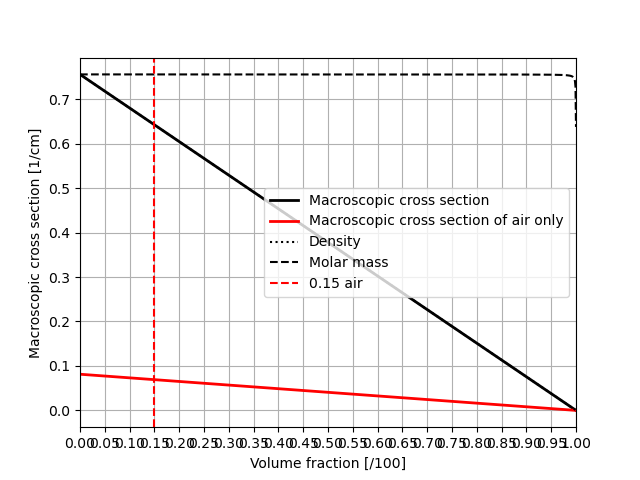 Macroscopic cross section [1/cm]
0.7
0.6
0.5
0.4
0.3
0.2
0.1
0.0
Macroscopic cross section
Macroscopic cross section of air only
Density
Molar mass
0.15 air
0.00 0.05 0.10 0.15 0.20 0.25 0.30 0.35 0.40 0.45 0.50 0.55 0.60 0.65 0.70 0.75 0.80 0.85 0.90 0.95 1.00
Volume fraction [/100]